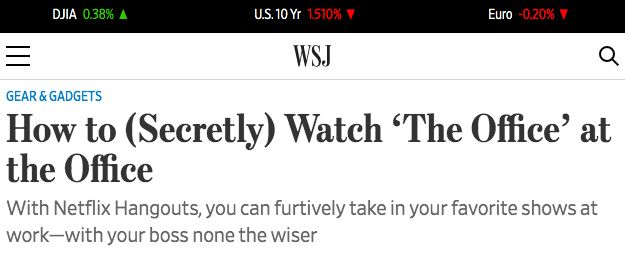 DJIA 0.38% ▲ U.S. 10 Yr 1.510% ▼ Euro -0.20% ▼
WSJ
GEAR & GADGETS
How to (Secretly) Watch ‘The Office’ at
the Office
With Netflix Hangouts, you can furtively take in your favorite shows at
work—with your boss none the wiser